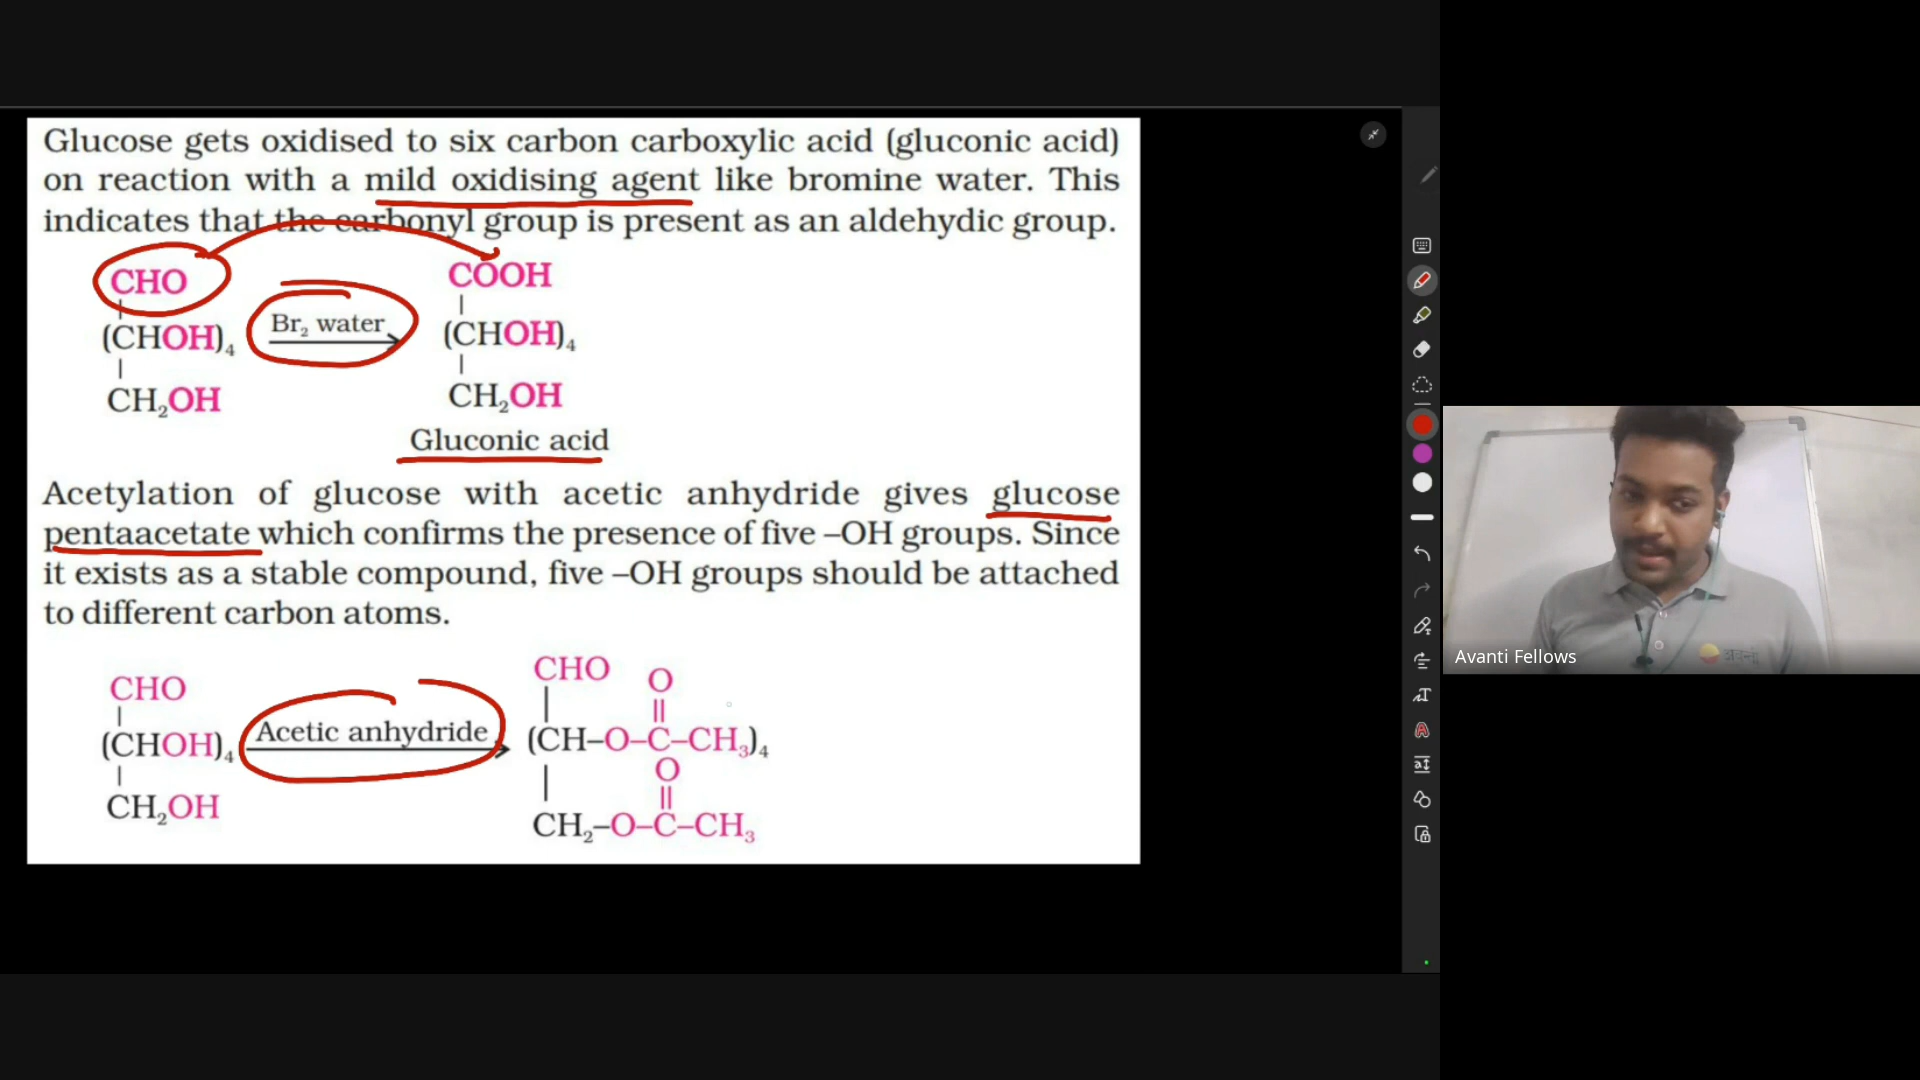 Glucose gets oxidised to six carbon carboxylic acid (gluconic acid)
on reaction with a mild oxidising agent like bromine water. This
indicates that the carbonyl group is present as an aldehydic group.
CHO
(CHOH)₄
CH₂OH
Br₂ water
COOH
(CHOH)₄
CH₂OH
Gluconic acid
Acetylation of glucose with acetic anhydride gives glucose
pentaacetate which confirms the presence of five –OH groups. Since
it exists as a stable compound, five –OH groups should be attached
to different carbon atoms.
CHO
(CHOH)₄
CH₂OH
Acetic anhydride
CHO
O
(CH–O–C–CH₃)₄
O
CH₂–O–C–CH₃
Avanti Fellows